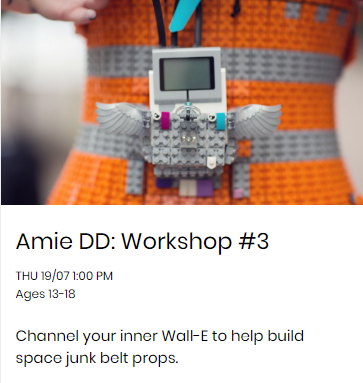 Amie DD: Workshop #3
THU 19/07 1:00 PM
Ages 13-18
Channel your inner Wall-E to help build
space junk belt props.